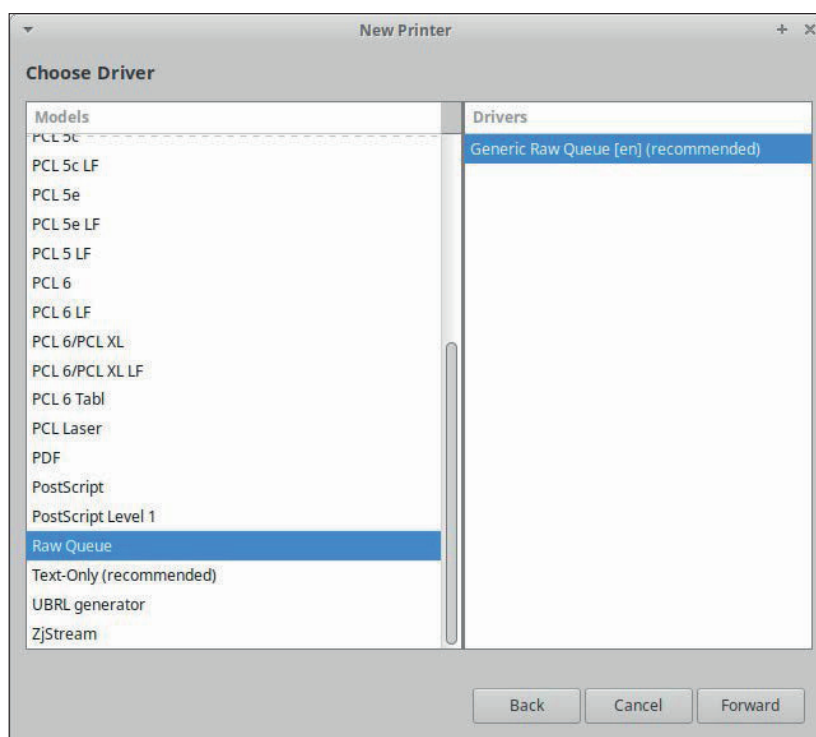 New Printer
Choose Driver
Models
PCL 5c
PCL 5c LF
PCL 5e
PCL 5e LF
PCL 5 LF
PCL 6
PCL 6 LF
PCL 6/PCL XL
PCL 6/PCL XL LF
PCL 6 Tabl
PCL Laser
PDF
PostScript
PostScript Level 1
Raw Queue
Text-Only (recommended)
UBRL generator
ZjStream
Drivers
Generic Raw Queue [en] (recommended)
Back Cancel Forward